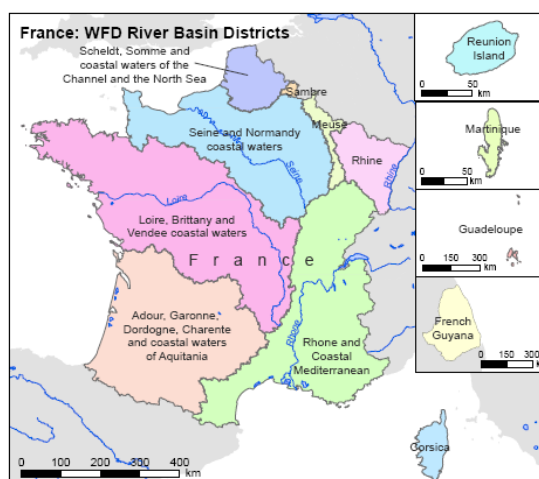 France: WFD River Basin Districts
Scheldt, Somme and
coastal waters of the
Channel and the North Sea
Sambre
Meuse
Seine and Normandy
coastal waters
Seine
Rhine
Rhine
Loire
Loire, Brittany and
Vendee coastal waters
France
Adour, Garonne,
Dordogne, Charente
and coastal waters
of Aquitania
Rhone
Rhone and
Coastal
Mediterranean
Corsica
0 100 200 300 400
km
Reunion
Island
0 50
km
Martinique
0 50
km
Guadeloupe
0 150 300
km
French
Guyana
0 150 300
km